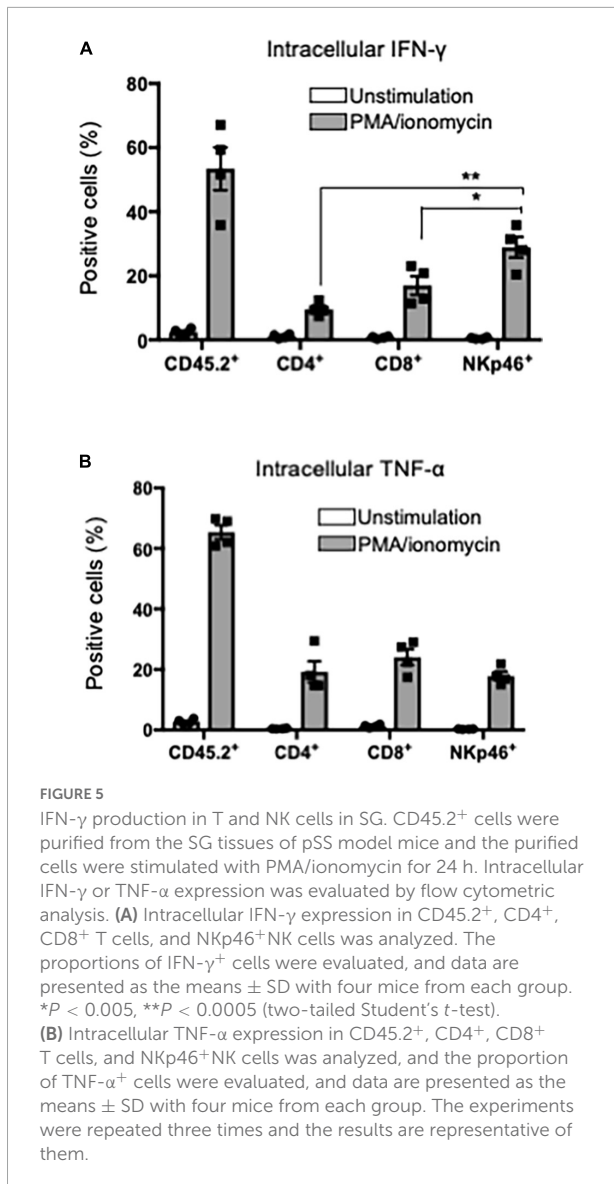 A
Intracellular IFN-γ
80
60
40
20
0
Positive cells (%)
Unstimulation
PMA/ionomycin
**
*
CD45.2⁺ CD4⁺ CD8⁺ NKp46⁺
B
Intracellular TNF-α
80
60
40
20
0
Positive cells (%)
Unstimulation
PMA/ionomycin
CD45.2⁺ CD4⁺ CD8⁺ NKp46⁺
FIGURE 5
IFN-γ production in T and NK cells in SG. CD45.2⁺ cells were
purified from the SG tissues of pSS model mice and the purified
cells were stimulated with PMA/ionomycin for 24 h. Intracellular
IFN-γ or TNF-α expression was evaluated by flow cytometric
analysis. (A) Intracellular IFN-γ expression in CD45.2⁺, CD4⁺,
CD8⁺ T cells, and NKp46⁺NK cells was analyzed. The
proportions of IFN-γ⁺ cells were evaluated, and data are
presented as the means ± SD with four mice from each group.
*P < 0.005, **P < 0.0005 (two-tailed Student's t-test).
(B) Intracellular TNF-α expression in CD45.2⁺, CD4⁺, CD8⁺
T cells, and NKp46⁺NK cells was analyzed, and the proportion
of TNF-α⁺ cells were evaluated, and data are presented as the
means ± SD with four mice from each group. The experiments
were repeated three times and the results are representative of
them.